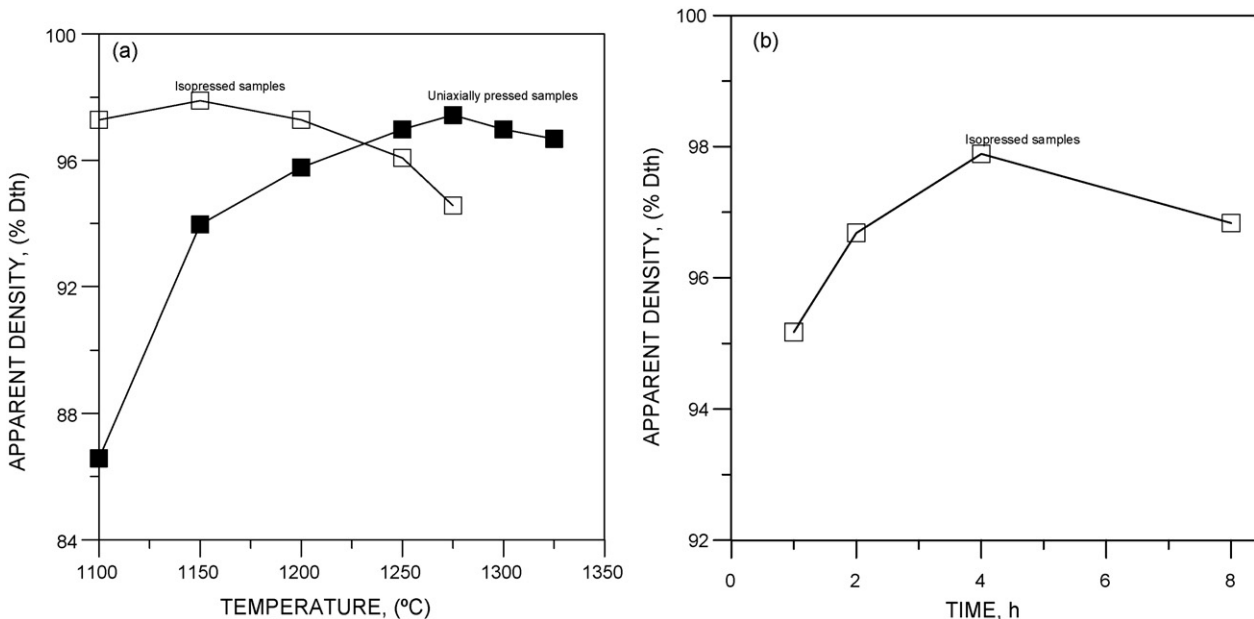 (a)
Isopressed samples
Uniaxially pressed samples
100
96
92
88
84
1100
1150
1200
1250
1300
1350
APPARENT DENSITY, (% Dth)
TEMPERATURE, (ºC)
(b)
Isopressed samples
100
98
96
94
92
0
2
4
6
8
APPARENT DENSITY, (% Dth)
TIME, h